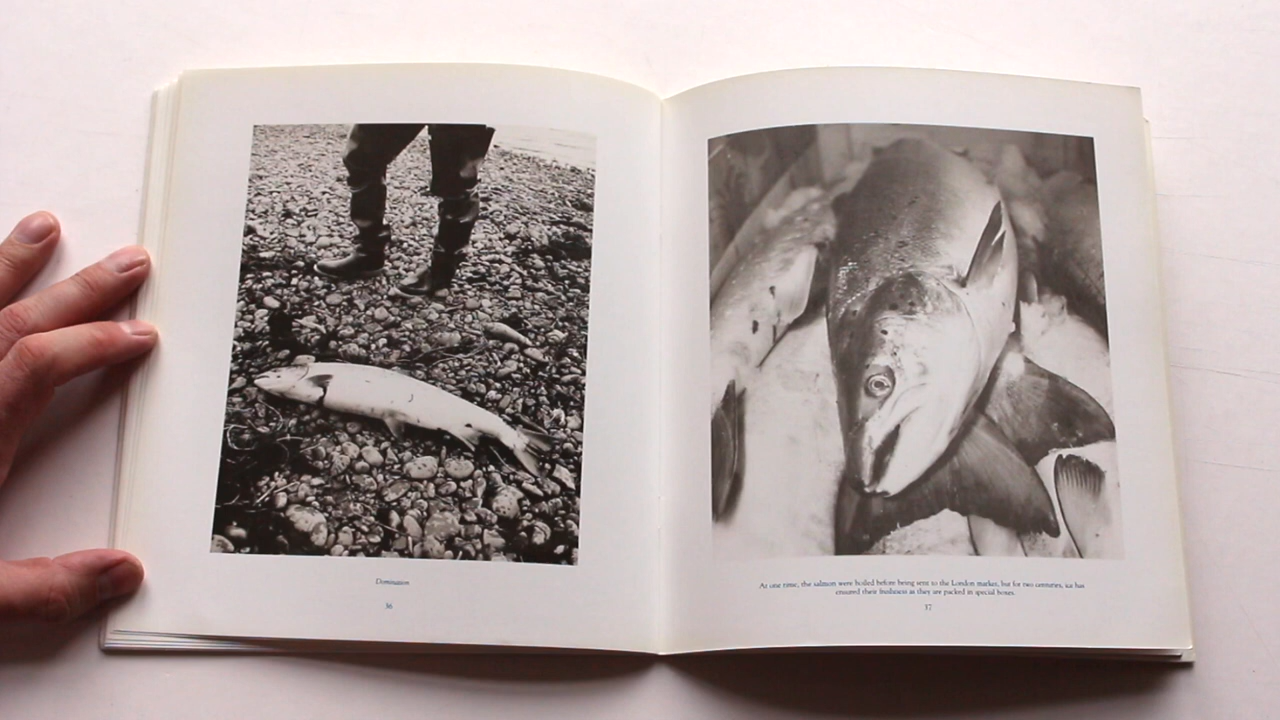 Domination
36
At one time, the salmon were boiled before being sent to the London market, but for two centuries, ice has
ensured their freshness as they are packed in special boxes.
37